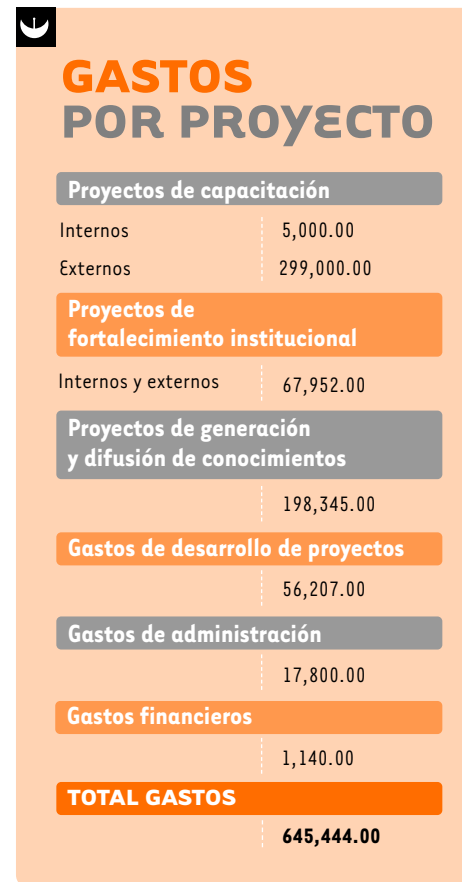 GASTOS
POR PROYECTO
Proyectos de capacitación
Internos 5,000.00
Externos 299,000.00
Proyectos de
fortalecimiento institucional
Internos y externos 67,952.00
Proyectos de generación
y difusión de conocimientos
198,345.00
Gastos de desarrollo de proyectos
56,207.00
Gastos de administración
17,800.00
Gastos financieros
1,140.00
TOTAL GASTOS
645,444.00